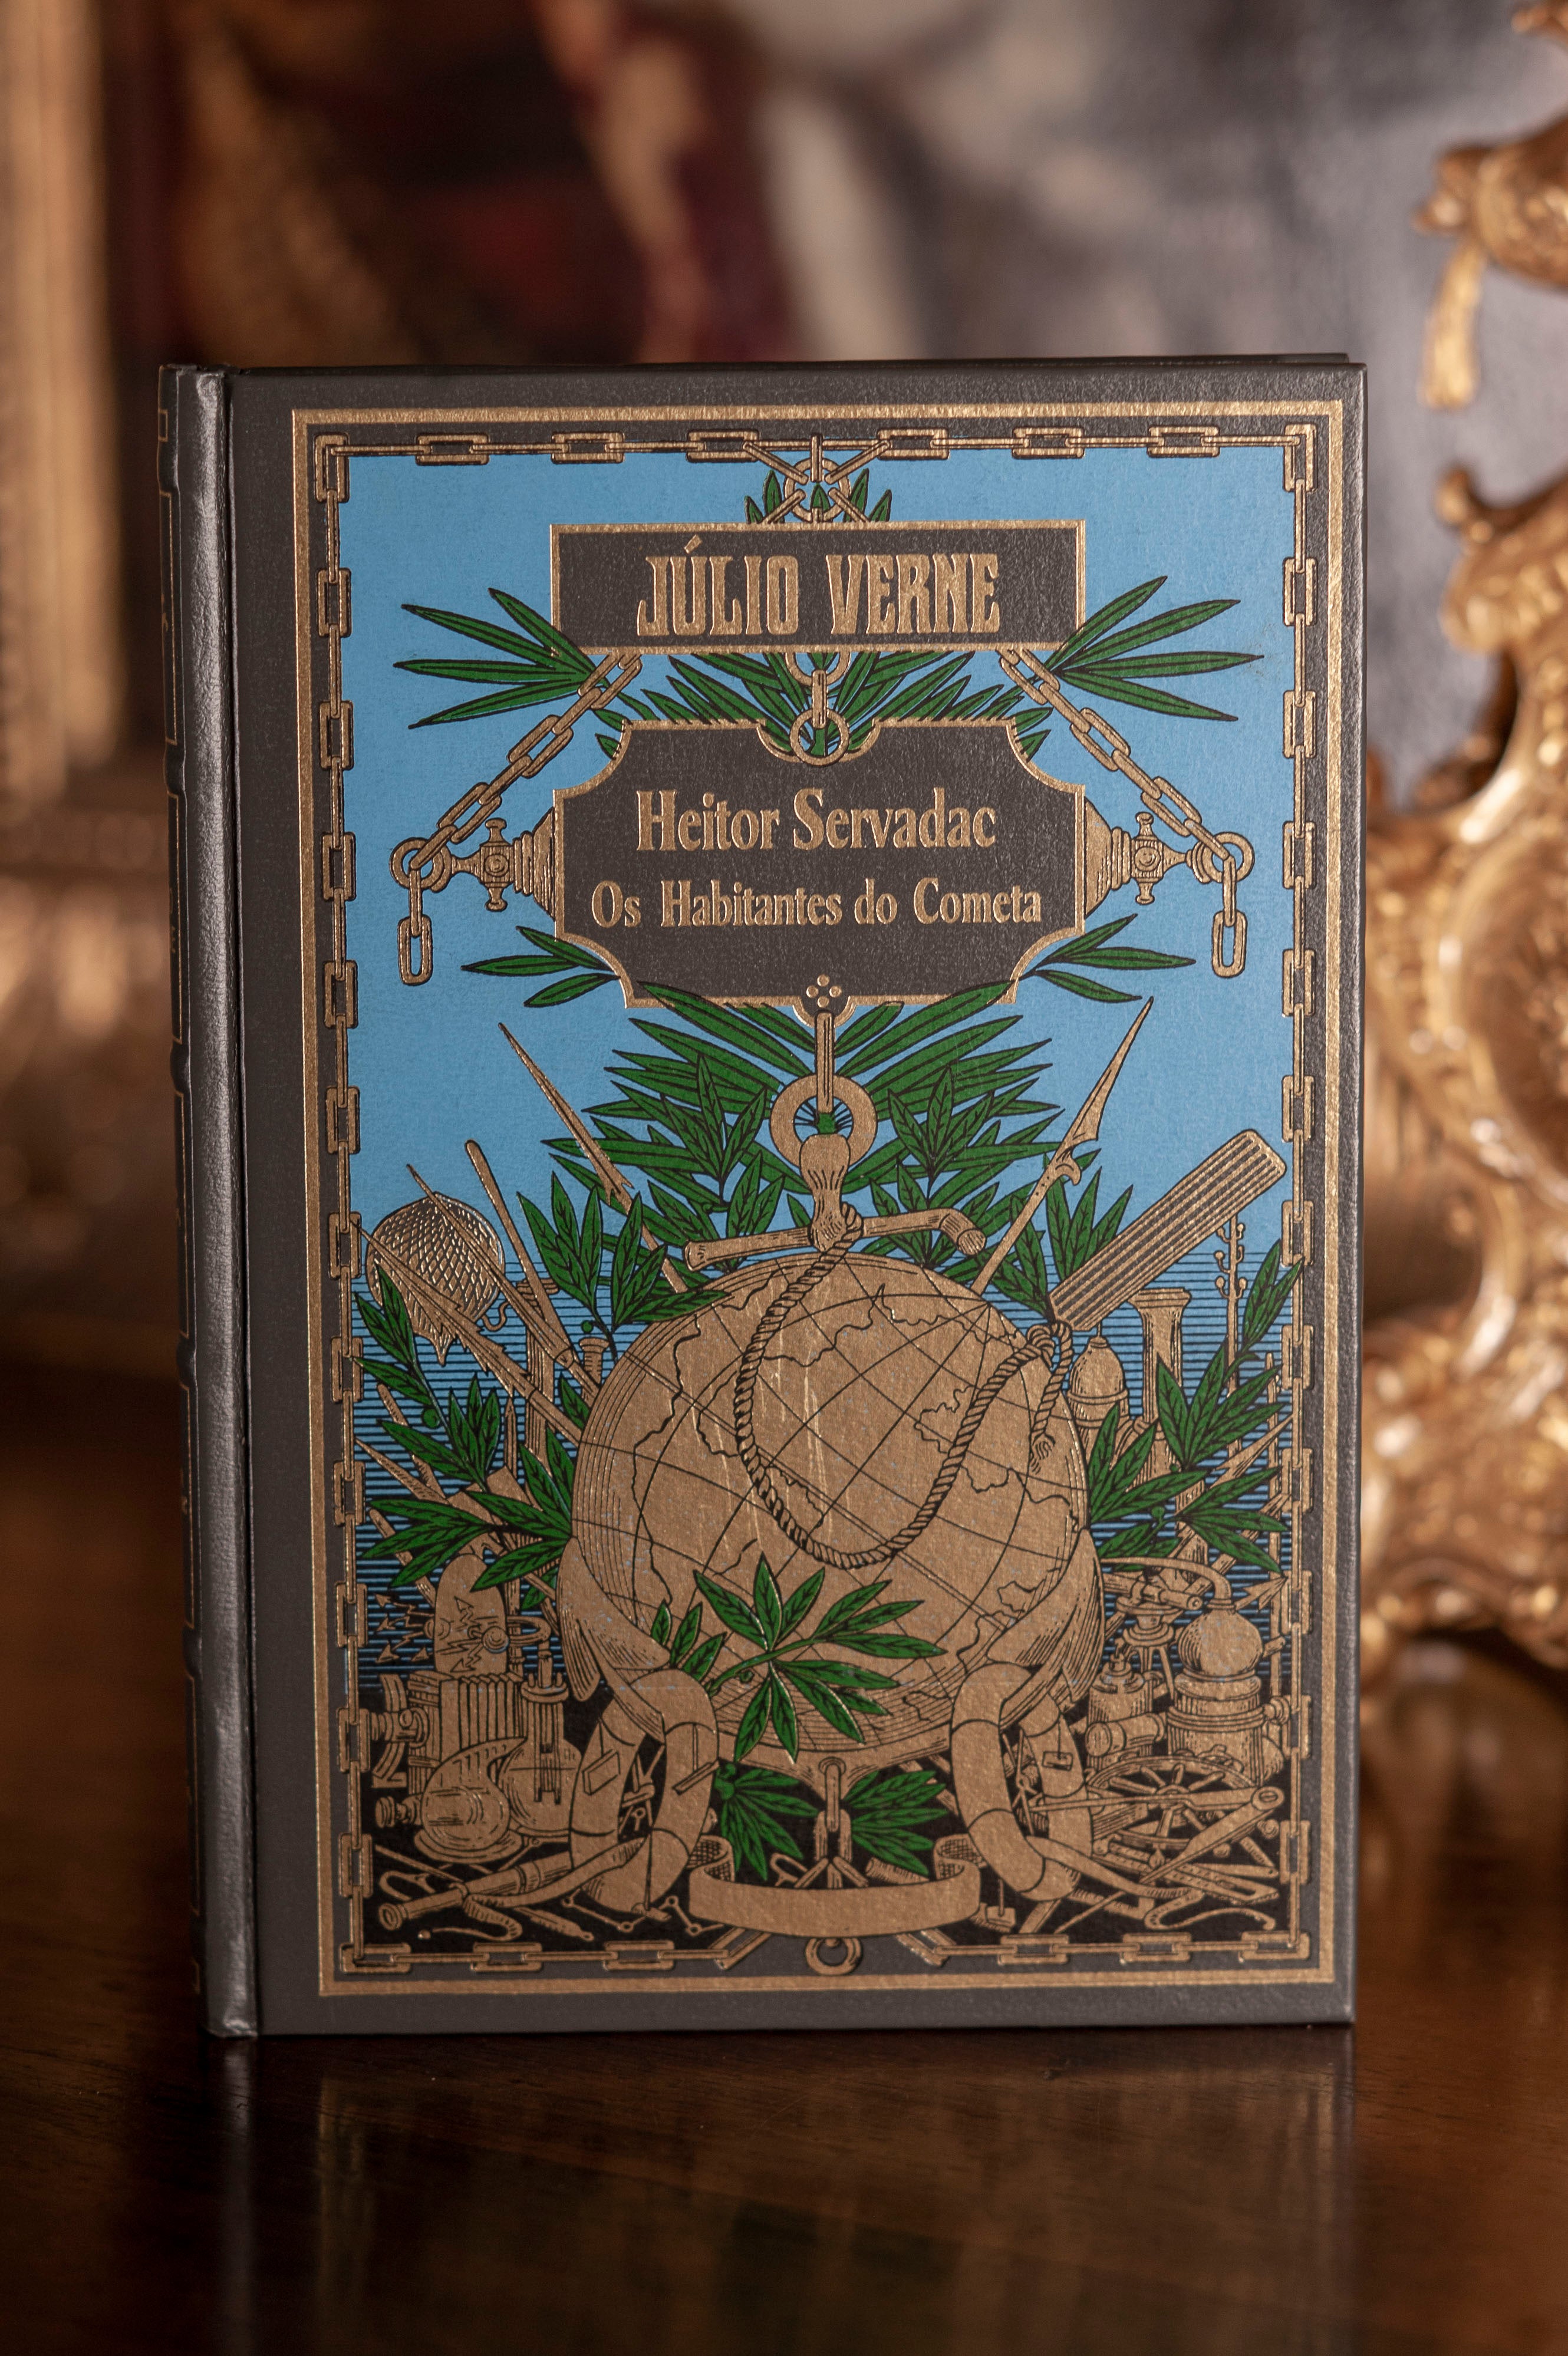 JÚLIO VERNE
Heitor Servadac
Os Habitantes do Cometa